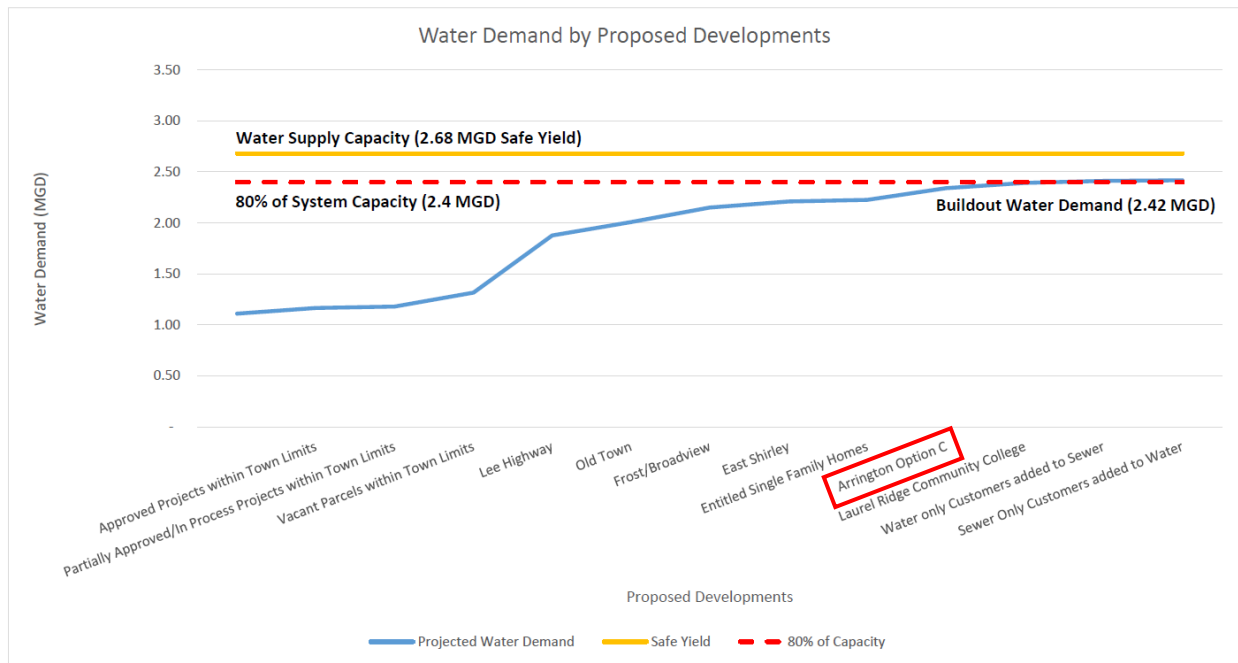 Water Demand by Proposed Developments
3.50
3.00
2.50
2.00
1.50
1.00
0.50
-
Water Demand (MGD)
Water Supply Capacity (2.68 MGD Safe Yield)
80% of System Capacity (2.4 MGD)
Buildout Water Demand (2.42 MGD)
Approved Projects within Town Limits
Partially Approved/In Process Projects within Town Limits
Vacant Parcels within Town Limits
Lee Highway
Old Town
Frost/Broadview
East Shirley
Entitled Single Family Homes
Arrington Option C
Laurel Ridge Community College
Water only Customers added to Sewer
Sewer Only Customers added to Water
Proposed Developments
Projected Water Demand
Safe Yield
80% of Capacity